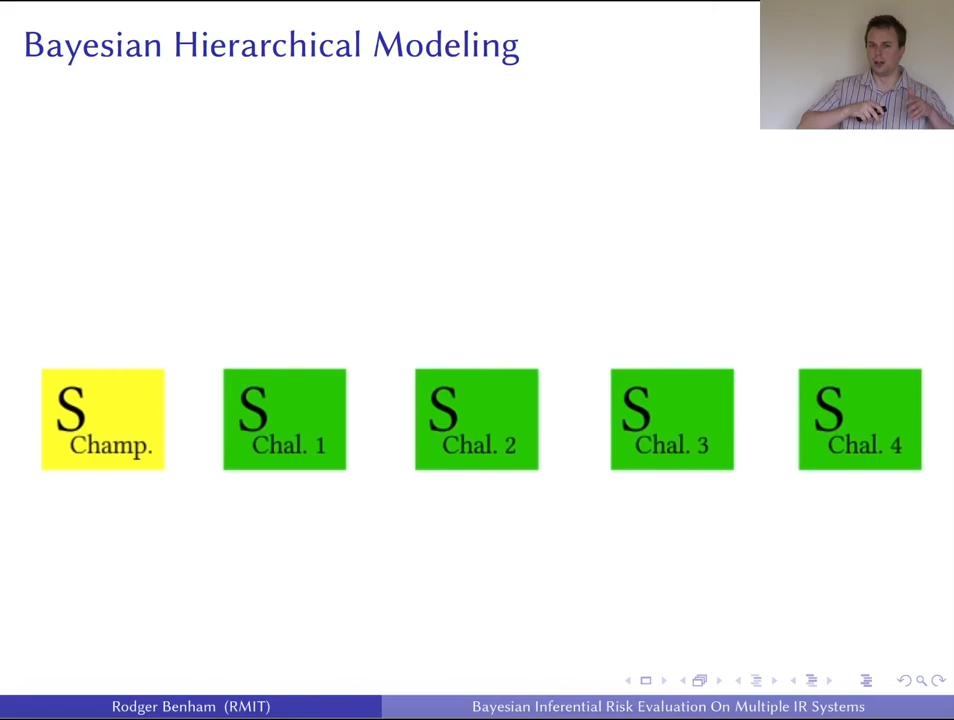 Bayesian Hierarchical Modeling
S Champ.
S Chal. 1
S Chal. 2
S Chal. 3
S Chal. 4
Rodger Benham (RMIT)
Bayesian Inferential Risk Evaluation On Multiple IR Systems